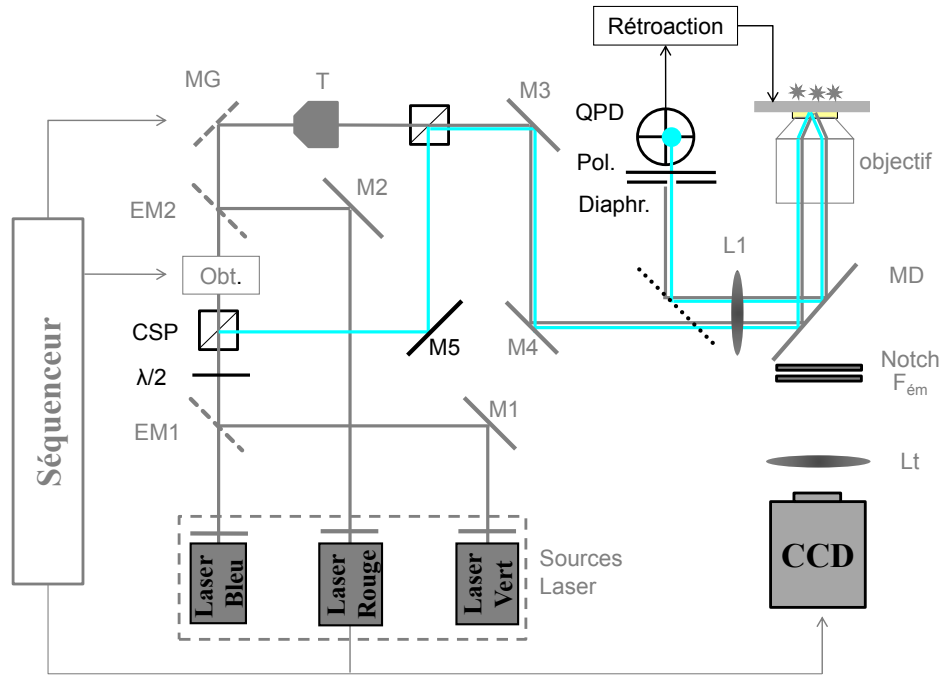 Rétroaction
MG
T
M3
QPD
objectif
Pol.
M2
EM2
Diaphr.
L1
Obt.
MD
CSP
M5
M4
Notch
λ/2
Fém
M1
EM1
Séquenceur
Lt
Laser Bleu
Laser Rouge
Laser Vert
Sources
Laser
CCD